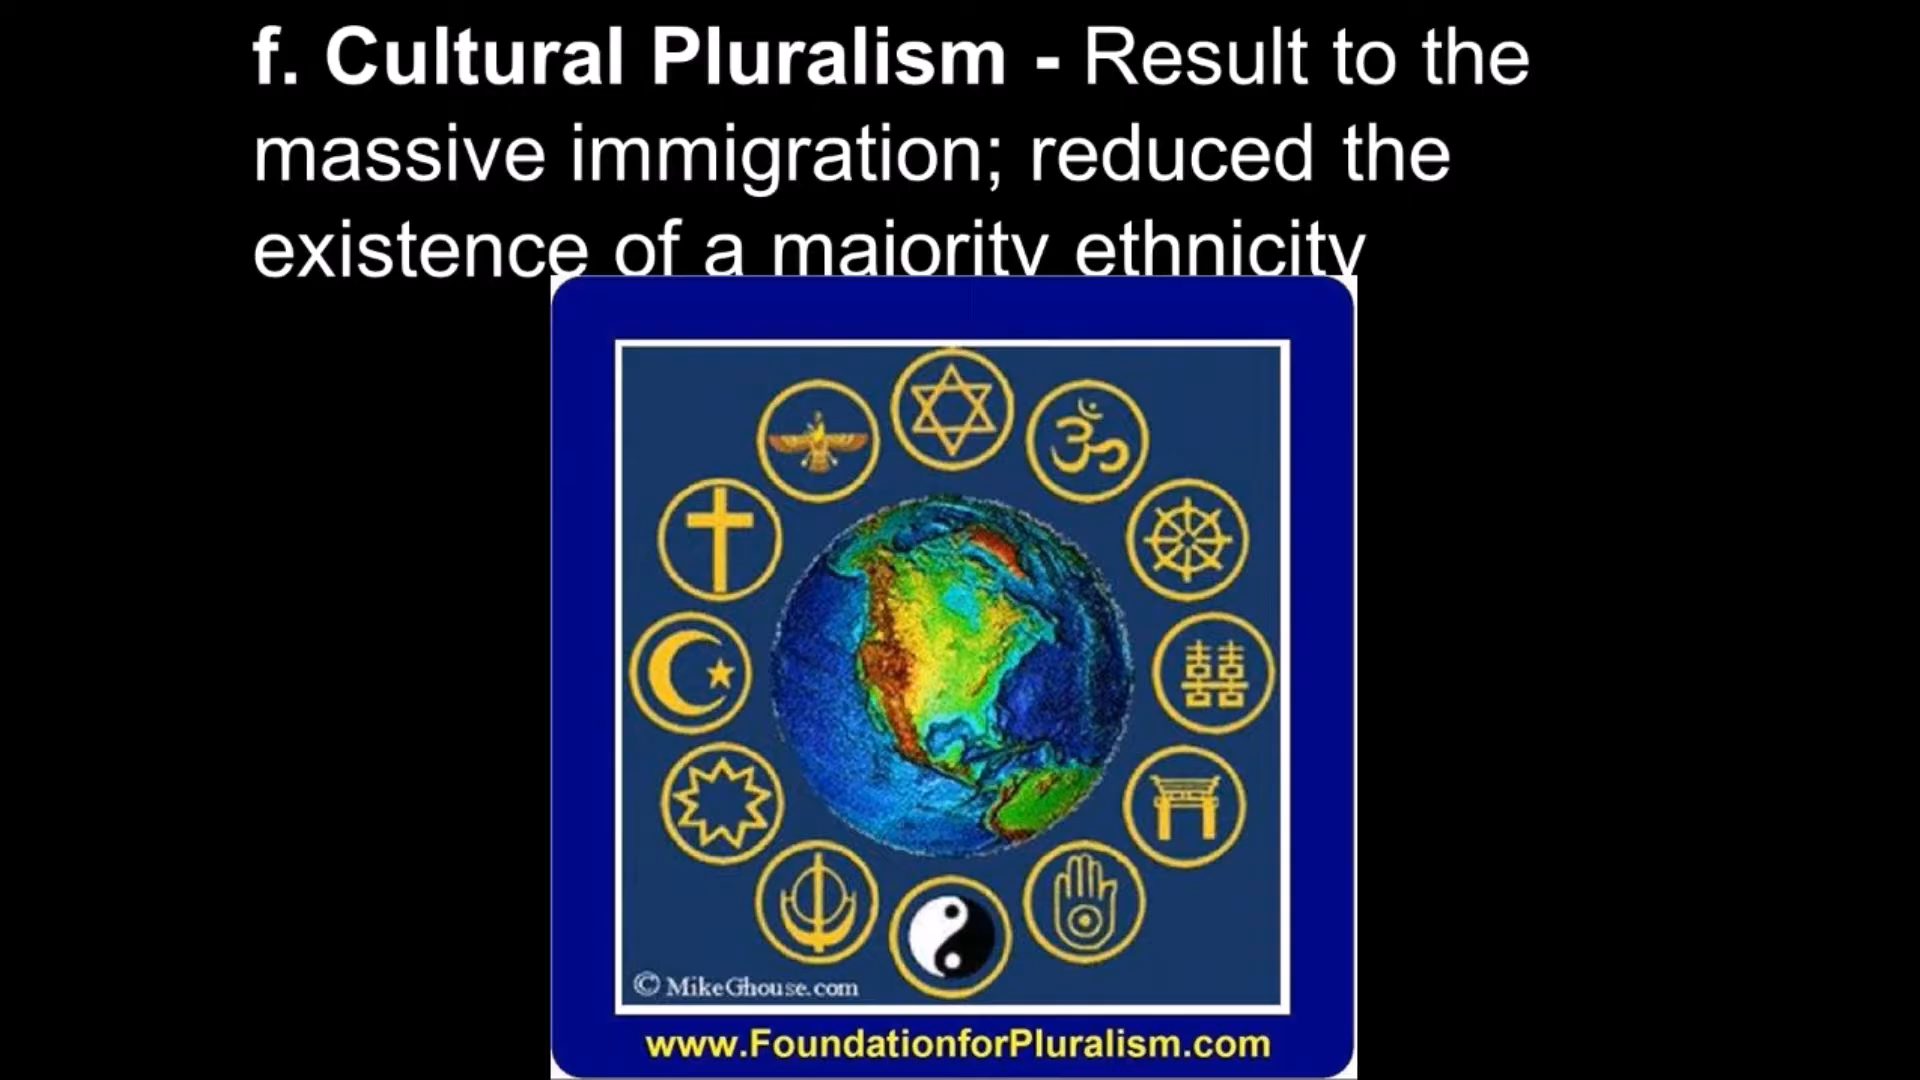 f. Cultural Pluralism - Result to the
massive immigration; reduced the
existence of a majority ethnicity
© MikeGhouse.com
www.FoundationforPluralism.com